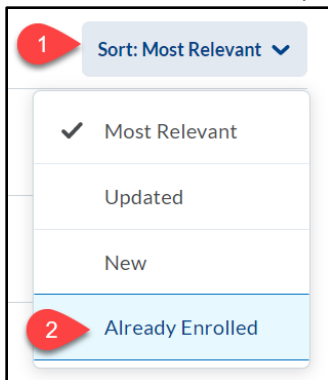 1
Sort: Most Relevant
Most Relevant
Updated
New
2
Already Enrolled